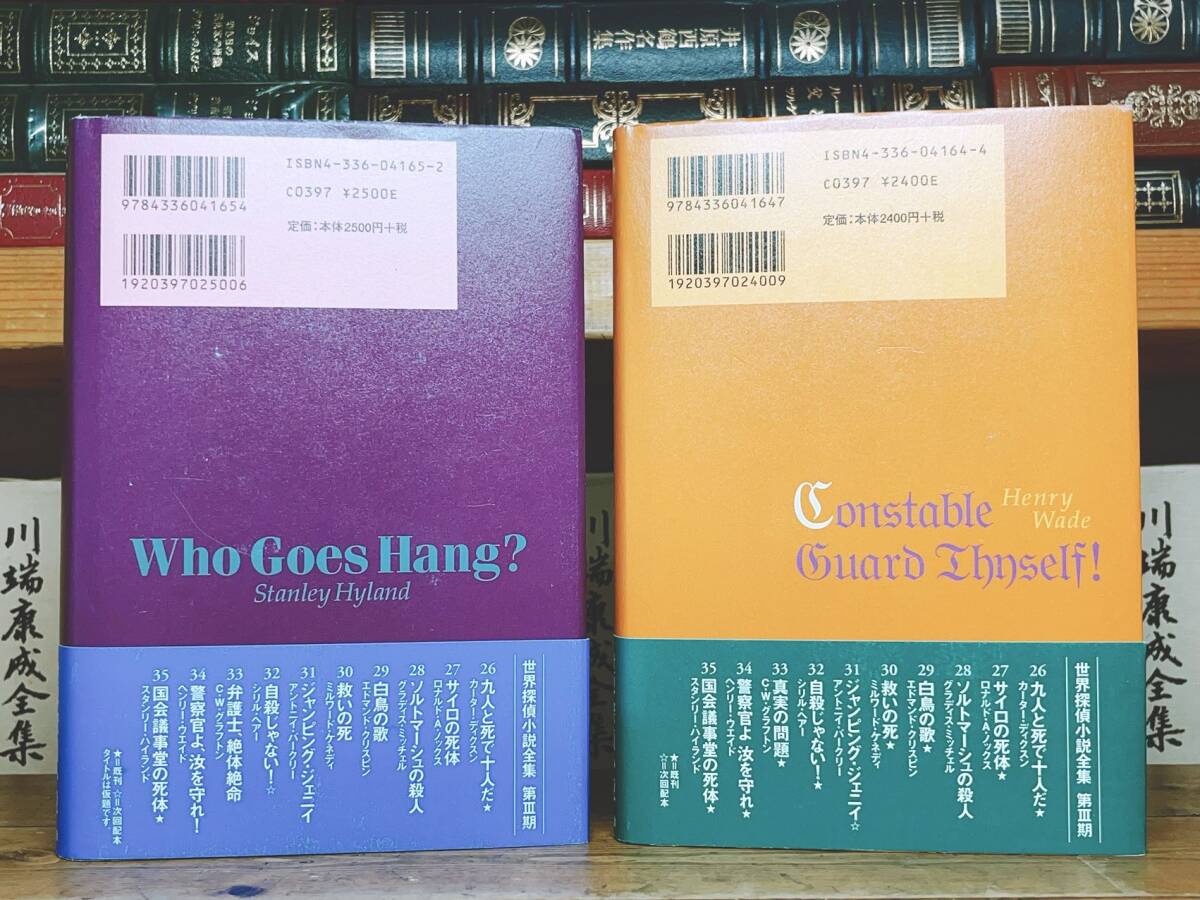 井原西鶴名作集
ISBN4-336-04165-2
C0397 ¥2500E
9784336041654
定価：本体2500円+税
1920397025006
Who Goes Hang?
Stanley Hyland
世界探偵小説全集 第Ⅲ期
26 九人と死で十人だ★
カーター・ディクスン
27 サイロの死体
ロナルド・A・ノックス
28 ソルトマーシュの殺人
グラディス・ミッチェル
29 白鳥の歌
エドマンド・クリスピン
30 救いの死
ミルワード・ケネディ
31 ジャンピング・ジェニイ
アントニイ・バークリー
32 自殺じゃない！☆
シリル・ヘアー
33 弁護士、絶体絶命
C・W・グラフトン
34 警察官よ、汝を守れ！
ヘンリー・ウェイド
35 国会議事堂の死体★
スタンリー・ハイランド
★＝既刊 ☆＝次回配本
タイトルは仮題です。
ISBN4-336-04164-4
C0397 ¥2400E
9784336041647
定価：本体2400円+税
1920397024009
Constable
Guard Thyself!
Henry
Wade
世界探偵小説全集 第Ⅲ期
26 九人と死で十人だ★
カーター・ディクスン
27 サイロの死体★
ロナルド・A・ノックス
28 ソルトマーシュの殺人
グラディス・ミッチェル
29 白鳥の歌★
エドマンド・クリスピン
30 救いの死★
ミルワード・ケネディ
31 ジャンピング・ジェニイ☆
アントニイ・バークリー
32 自殺じゃない！★
シリル・ヘアー
33 真実の問題★
C・W・グラフトン
34 警察官よ 汝を守れ★
ヘンリー・ウェイド
35 国会議事堂の死体★
スタンリー・ハイランド
★＝既刊
☆＝次回配本
川端康成全集
川端康成全集
川端康成全集